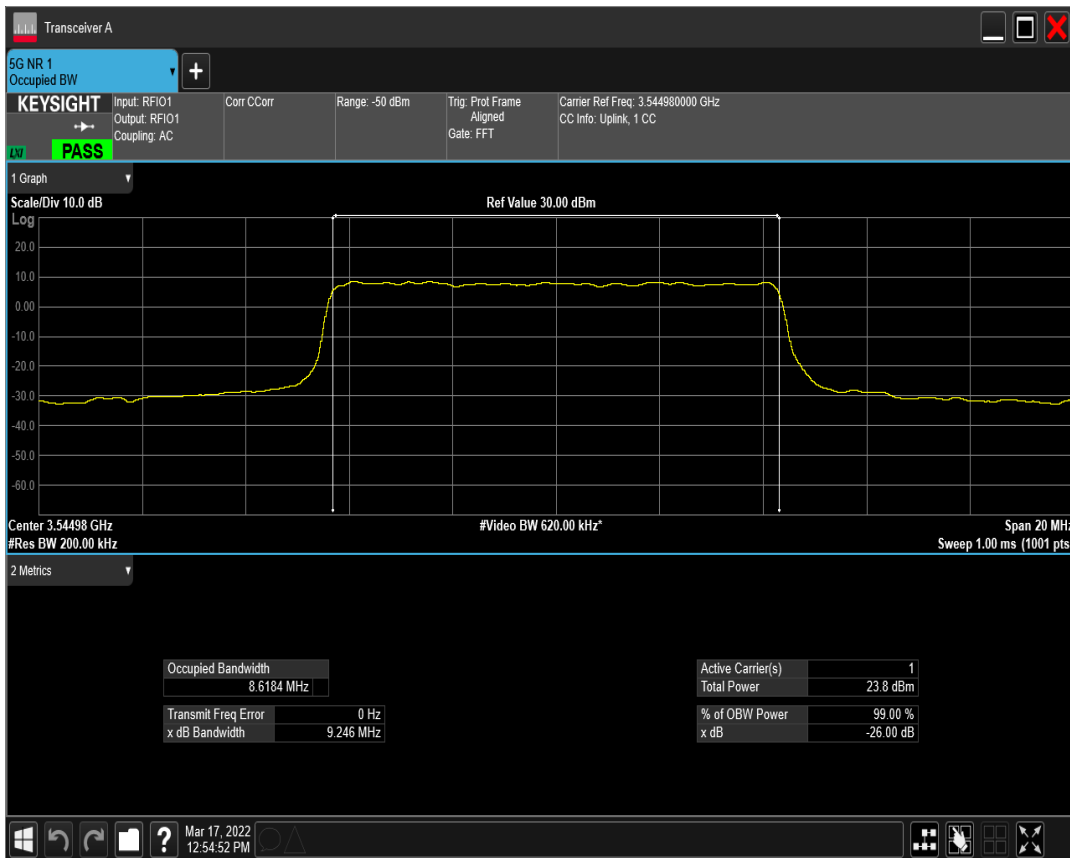 Transceiver A
5G NR 1
Occupied BW
+
KEYSIGHT
LXI
PASS
Input: RFIO1
Output: RFIO1
Coupling: AC
Corr CCorr
Range: -50 dBm
Trig: Prot Frame
Aligned
Gate: FFT
Carrier Ref Freq: 3.544980000 GHz
CC Info: Uplink, 1 CC
1 Graph
Scale/Div 10.0 dB
Ref Value 30.00 dBm
Log
20.0
10.0
0.00
-10.0
-20.0
-30.0
-40.0
-50.0
-60.0
Center 3.54498 GHz
#Video BW 620.00 kHz*
Span 20 MHz
#Res BW 200.00 kHz
Sweep 1.00 ms (1001 pts
2 Metrics
Occupied Bandwidth
8.6184 MHz
Transmit Freq Error 0 Hz
x dB Bandwidth 9.246 MHz
Active Carrier(s) 1
Total Power 23.8 dBm
% of OBW Power 99.00 %
x dB -26.00 dB
?
Mar 17, 2022
12:54:52 PM